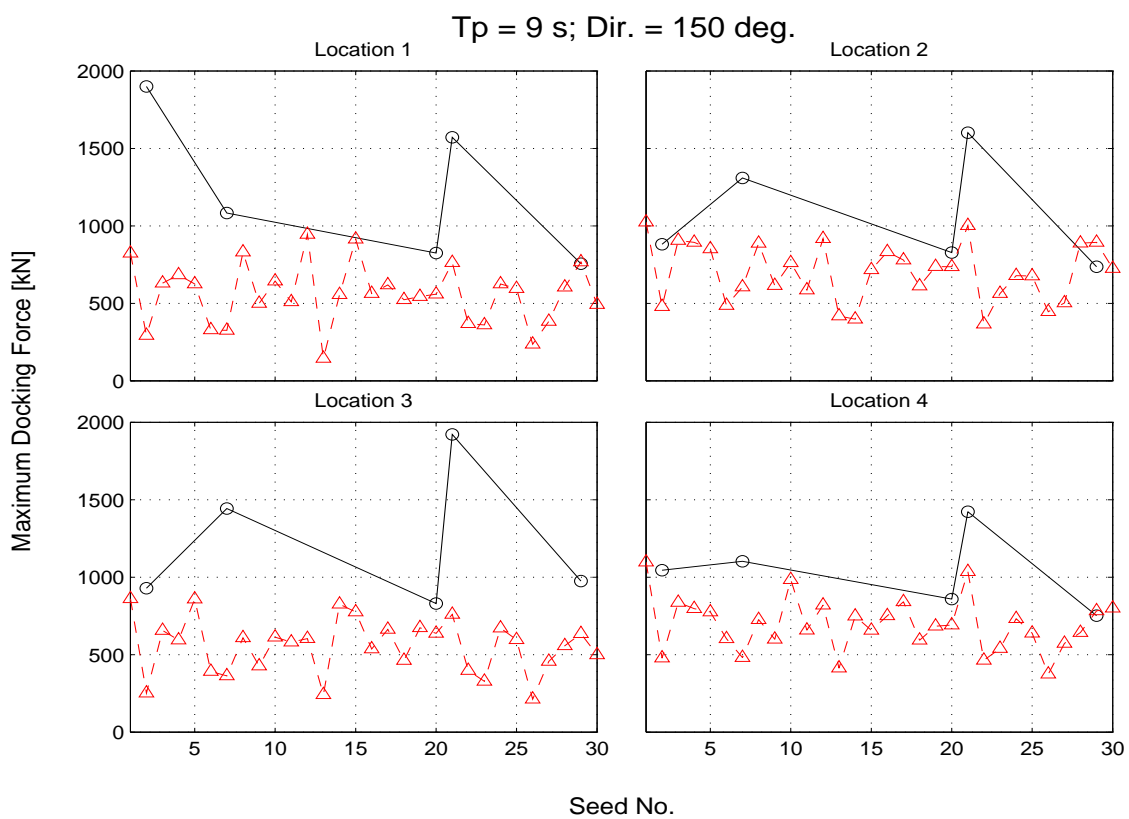 Tp = 9 s; Dir. = 150 deg.
Location 1
Location 2
2000
1500
1000
500
0
Location 3
Location 4
2000
1500
1000
500
0
5 10 15 20 25 30
5 10 15 20 25 30
Maximum Docking Force [kN]
Seed No.